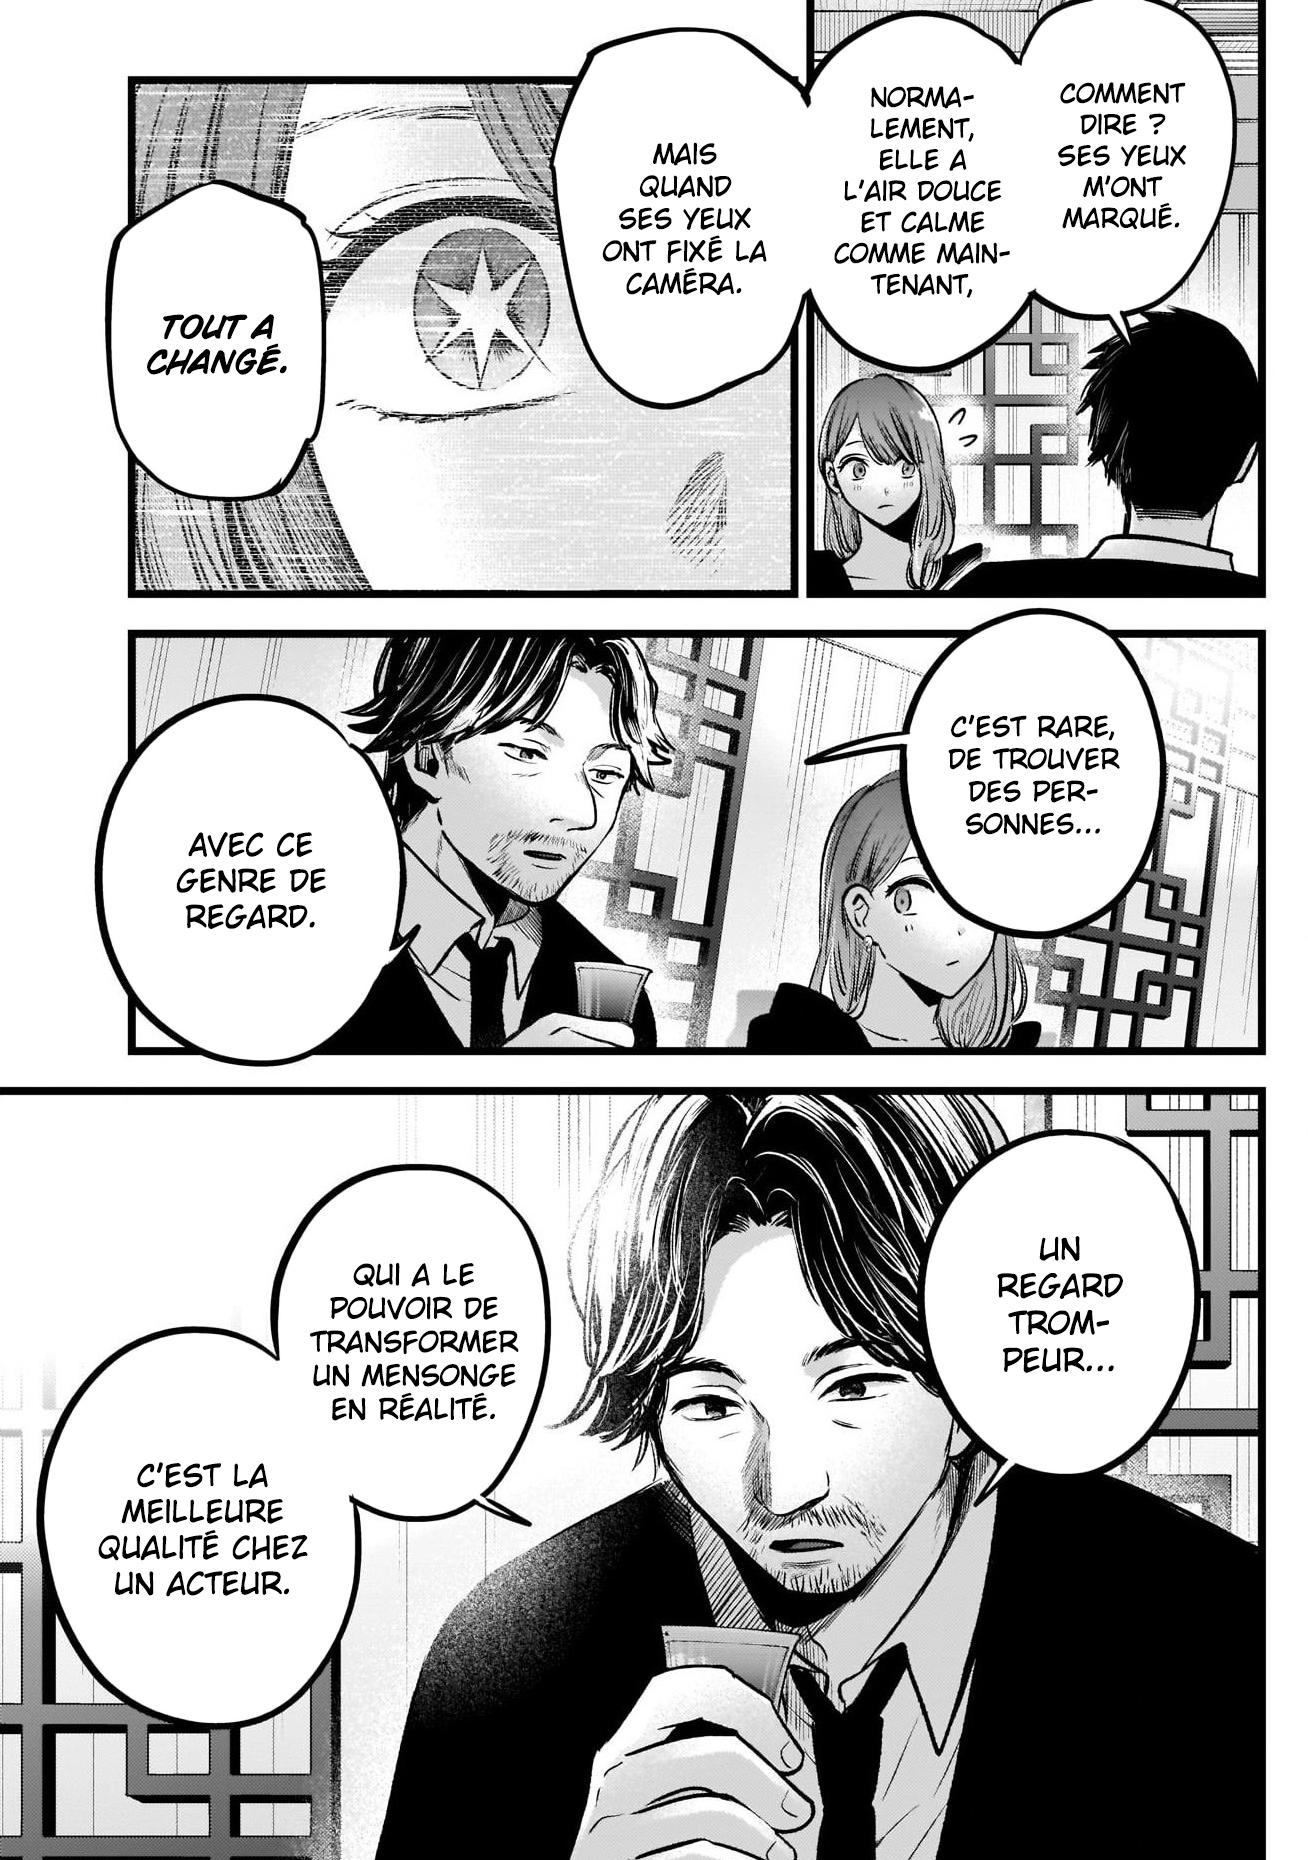 COMMENT
DIRE ?
SES YEUX
M'ONT
MARQUÉ.
NORMA-
LEMENT,
ELLE A
L'AIR DOUCE
ET CALME
COMME MAIN-
TENANT,
MAIS
QUAND
SES YEUX
ONT FIXÉ LA
CAMÉRA.
TOUT A
CHANGÉ.
C'EST RARE,
DE TROUVER
DES PER-
SONNES...
AVEC CE
GENRE DE
REGARD.
UN
REGARD
TROM-
PEUR...
QUI A LE
POUVOIR DE
TRANSFORMER
UN MENSONGE
EN RÉALITÉ.
C'EST LA
MEILLEURE
QUALITÉ CHEZ
UN ACTEUR.